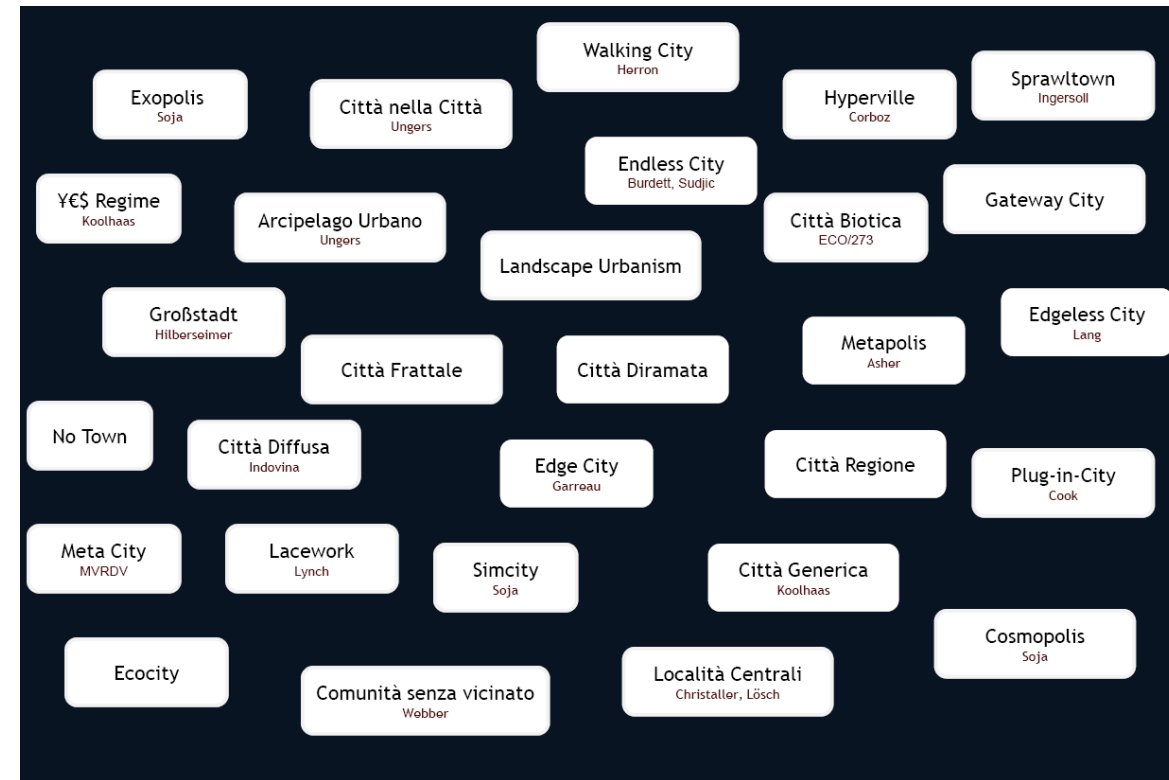 Walking City
Herron
Sprawltown
Ingersoll
Exopolis
Soja
Città nella Città
Ungers
Hyperville
Corboz
Endless City
Burdett, Sudjic
¥€$ Regime
Koolhaas
Gateway City
Arcipelago Urbano
Ungers
Città Biotica
ECO/273
Landscape Urbanism
Großstadt
Hilberseimer
Edgeless City
Lang
Metapolis
Asher
Città Frattale
Città Diramata
No Town
Città Diffusa
Indovina
Edge City
Garreau
Città Regione
Plug-in-City
Cook
Meta City
MVRDV
Lacework
Lynch
Simcity
Soja
Città Generica
Koolhaas
Cosmopolis
Soja
Ecocity
Località Centrali
Christaller, Lösch
Comunità senza vicinato
Webber